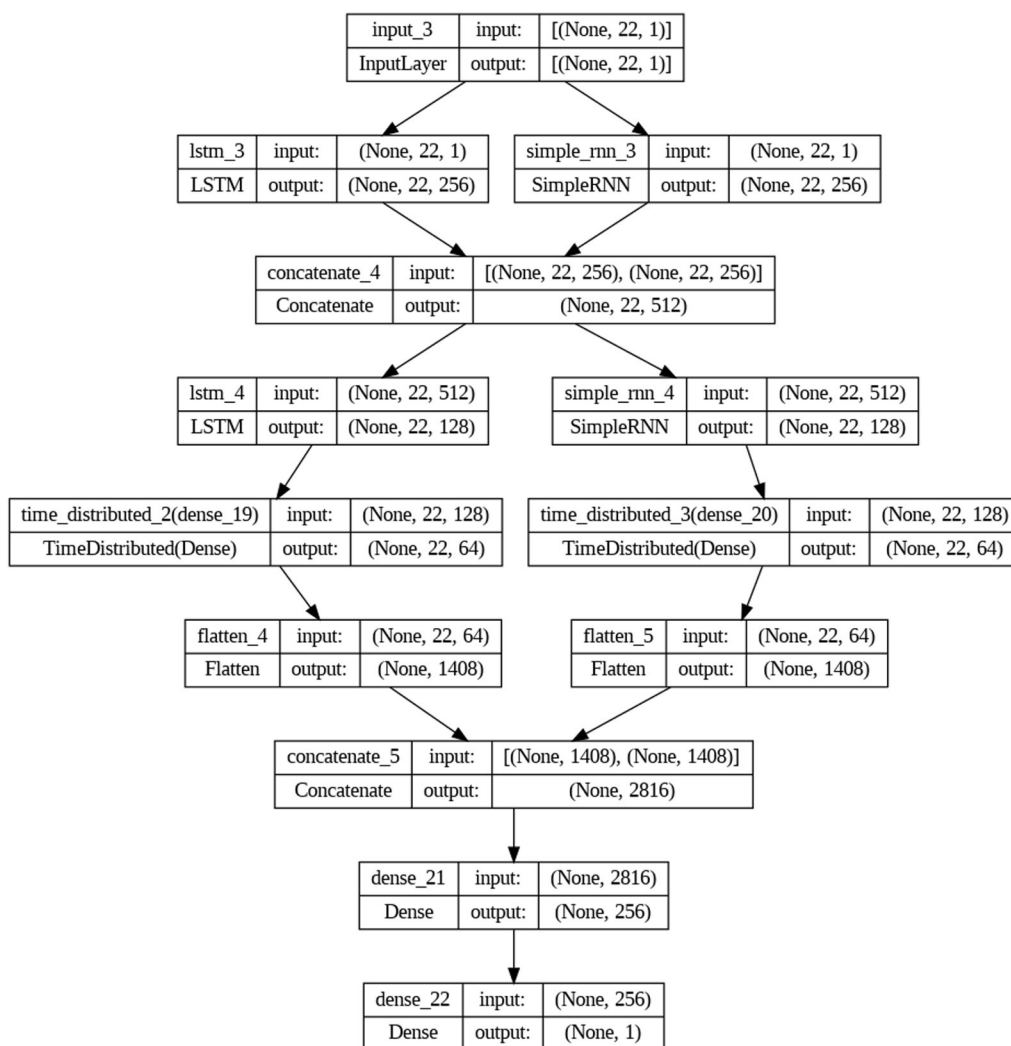 input_3 input: [(None, 22, 1)]
InputLayer output: [(None, 22, 1)]
lstm_3 input: (None, 22, 1)
LSTM output: (None, 22, 256)
simple_rnn_3 input: (None, 22, 1)
SimpleRNN output: (None, 22, 256)
concatenate_4 input: [(None, 22, 256), (None, 22, 256)]
Concatenate output: (None, 22, 512)
lstm_4 input: (None, 22, 512)
LSTM output: (None, 22, 128)
simple_rnn_4 input: (None, 22, 512)
SimpleRNN output: (None, 22, 128)
time_distributed_2(dense_19) input: (None, 22, 128)
TimeDistributed(Dense) output: (None, 22, 64)
time_distributed_3(dense_20) input: (None, 22, 128)
TimeDistributed(Dense) output: (None, 22, 64)
flatten_4 input: (None, 22, 64)
Flatten output: (None, 1408)
flatten_5 input: (None, 22, 64)
Flatten output: (None, 1408)
concatenate_5 input: [(None, 1408), (None, 1408)]
Concatenate output: (None, 2816)
dense_21 input: (None, 2816)
Dense output: (None, 256)
dense_22 input: (None, 256)
Dense output: (None, 1)